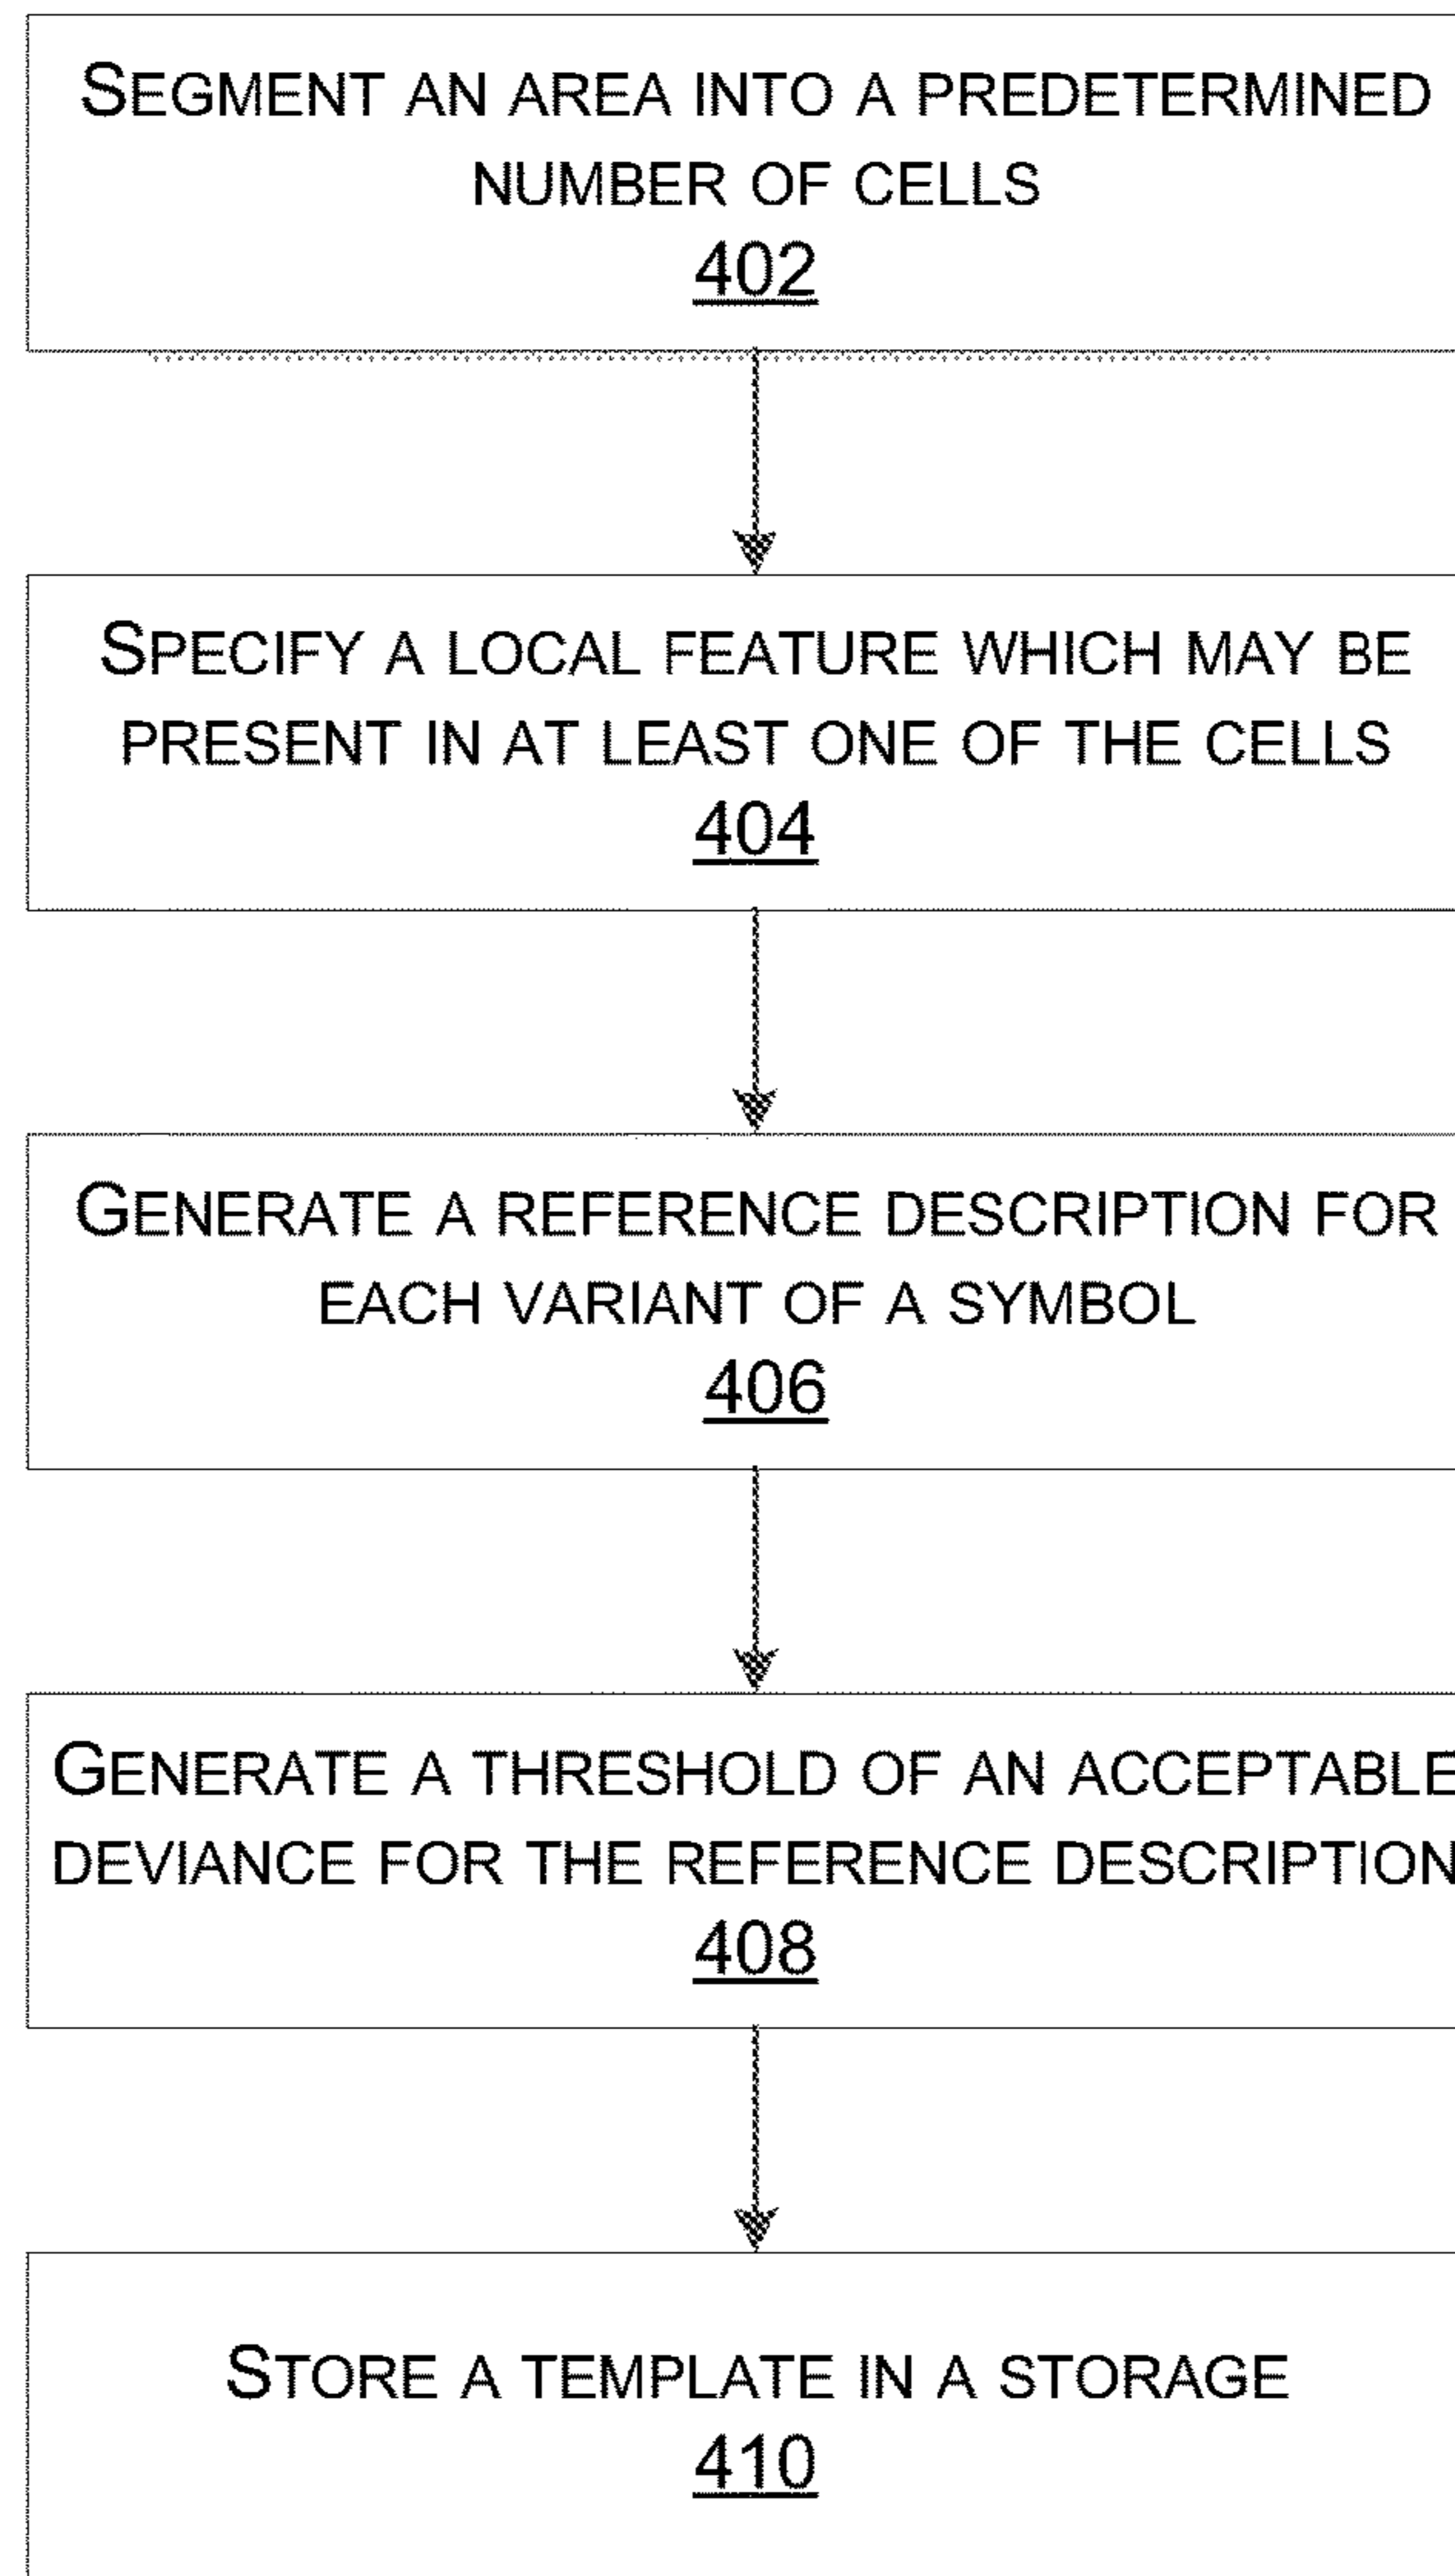 SEGMENT AN AREA INTO A PREDETERMINED
NUMBER OF CELLS
402
SPECIFY A LOCAL FEATURE WHICH MAY BE
PRESENT IN AT LEAST ONE OF THE CELLS
404
GENERATE A REFERENCE DESCRIPTION FOR
EACH VARIANT OF A SYMBOL
406
GENERATE A THRESHOLD OF AN ACCEPTABLE
DEVIANCE FOR THE REFERENCE DESCRIPTION
408
STORE A TEMPLATE IN A STORAGE
410